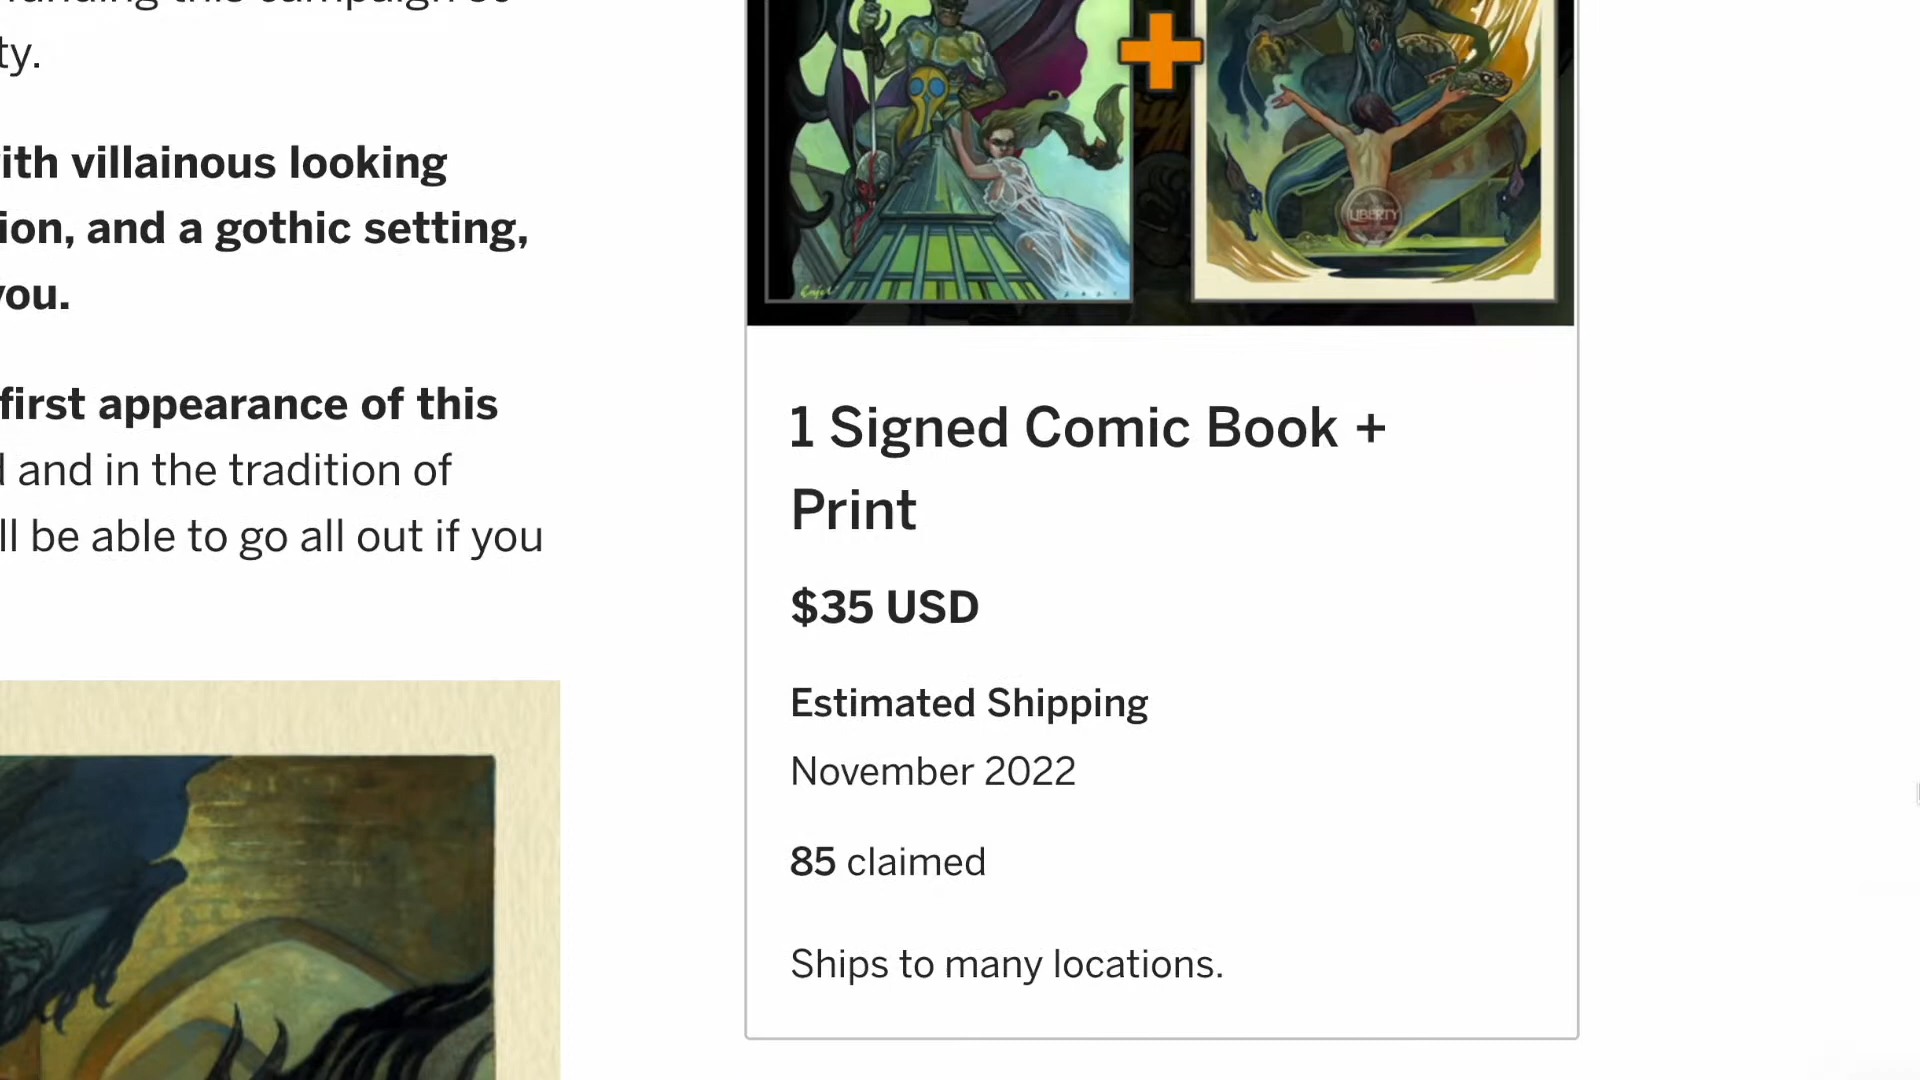 ty.
ith villainous looking
ion, and a gothic setting,
you.
first appearance of this
d and in the tradition of
ll be able to go all out if you
LIBERTY
1 Signed Comic Book +
Print
$35 USD
Estimated Shipping
November 2022
85 claimed
Ships to many locations.